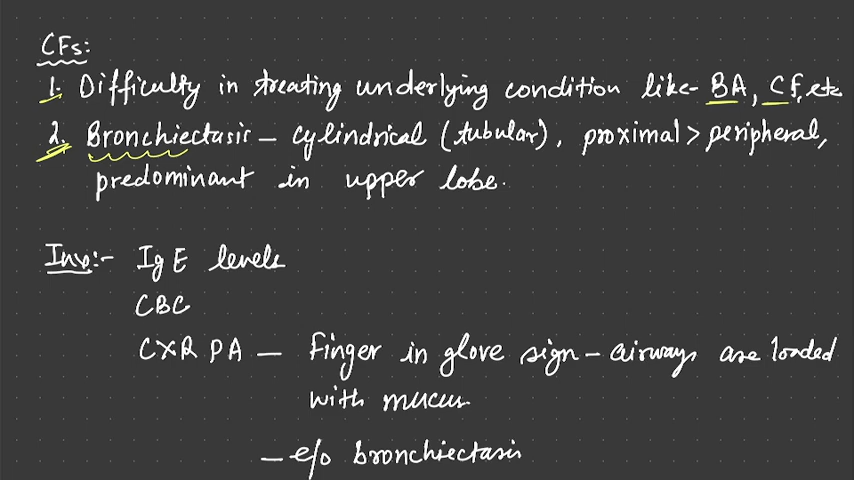 CFs:
1. Difficulty in treating underlying condition like- BA, CF, etc
2. Bronchiectasis - cylindrical (tubular), proximal > peripheral,
predominant in upper lobe.
Inv:- IgE levels
CBC
CXR PA - Finger in glove sign - airways are loaded
with mucus
- e/o bronchiectasis